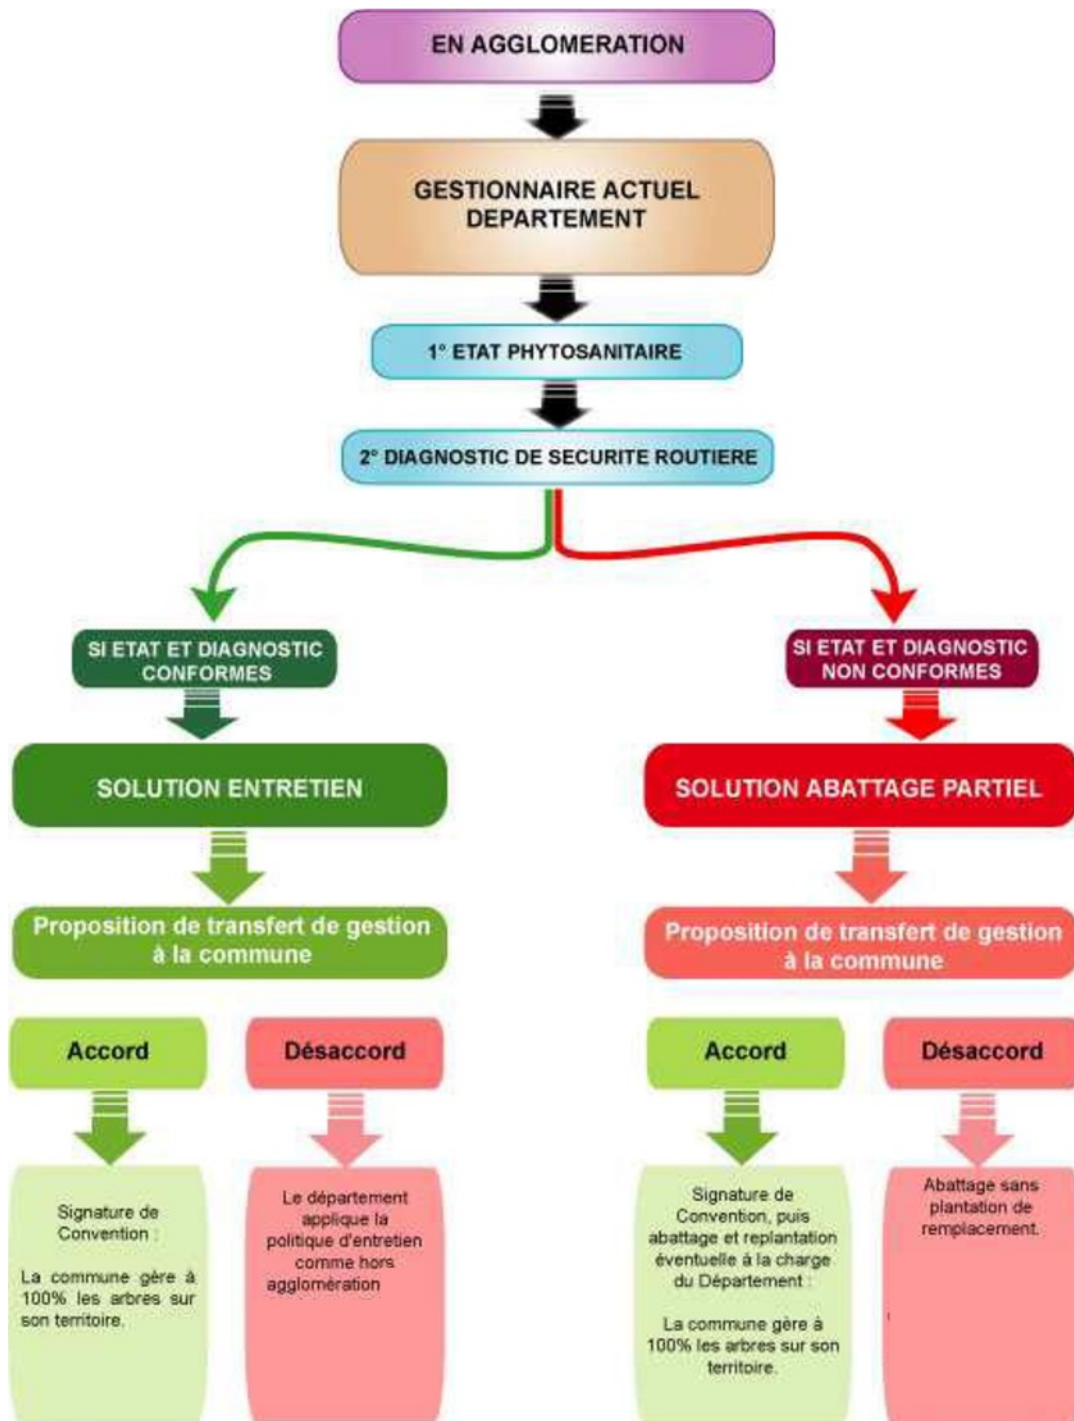 EN AGGLOMERATION
GESTIONNAIRE ACTUEL
DEPARTEMENT
1° ETAT PHYTOSANITAIRE
2° DIAGNOSTIC DE SECURITE ROUTIERE
SI ETAT ET DIAGNOSTIC
CONFORMES
SOLUTION ENTRETIEN
Proposition de transfert de gestion
à la commune
Accord
Signature de
Convention :
La commune gère à
100% les arbres sur
son territoire.
Désaccord
Le département
applique la
politique d'entretien
comme hors
agglomération
SI ETAT ET DIAGNOSTIC
NON CONFORMES
SOLUTION ABATTAGE PARTIEL
Proposition de transfert de gestion
à la commune
Accord
Signature de
Convention, puis
abattage et replantation
éventuelle à la charge
du Département :
La commune gère à
100% les arbres sur son
territoire.
Désaccord
Abattage sans
plantation de
remplacement.